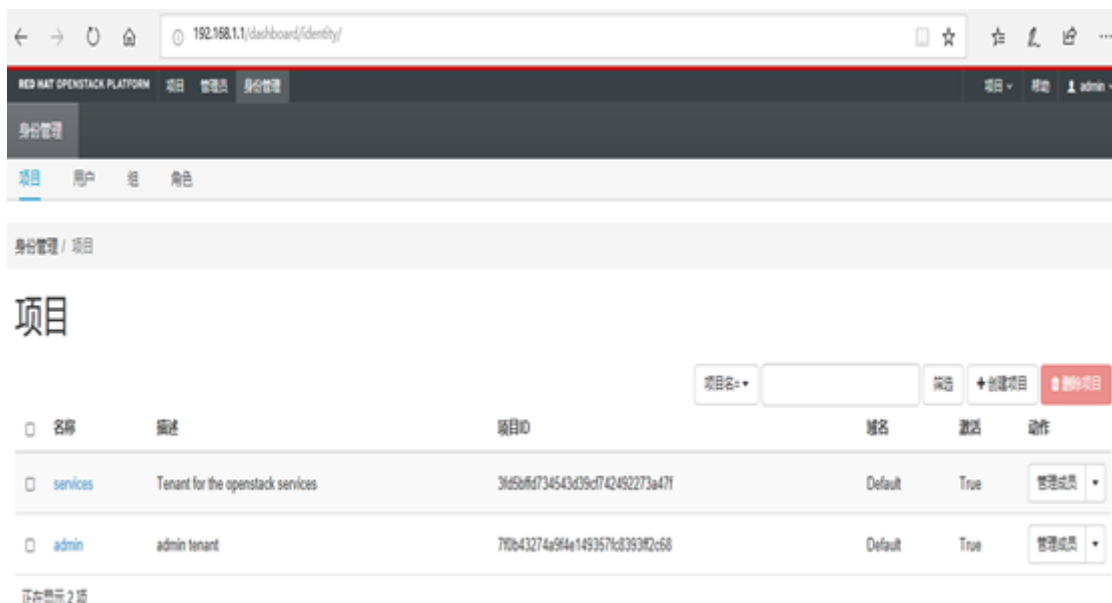 192.168.1.1/dashboard/identity/
RED HAT OPENSTACK PLATFORM 项目 管理员 身份管理 项目 帮助 admin
身份管理
项目 用户 组 角色
身份管理 / 项目
项目
项目名= 筛选 +创建项目 删除项目
名称 描述 项目ID 域名 激活 动作
services Tenant for the openstack services 3fd5bffd734543d39cf742492273a47f Default True 管理成员
admin admin tenant 7f0b43274a9f4e149357fc8393ff2c68 Default True 管理成员
正在显示 2 项